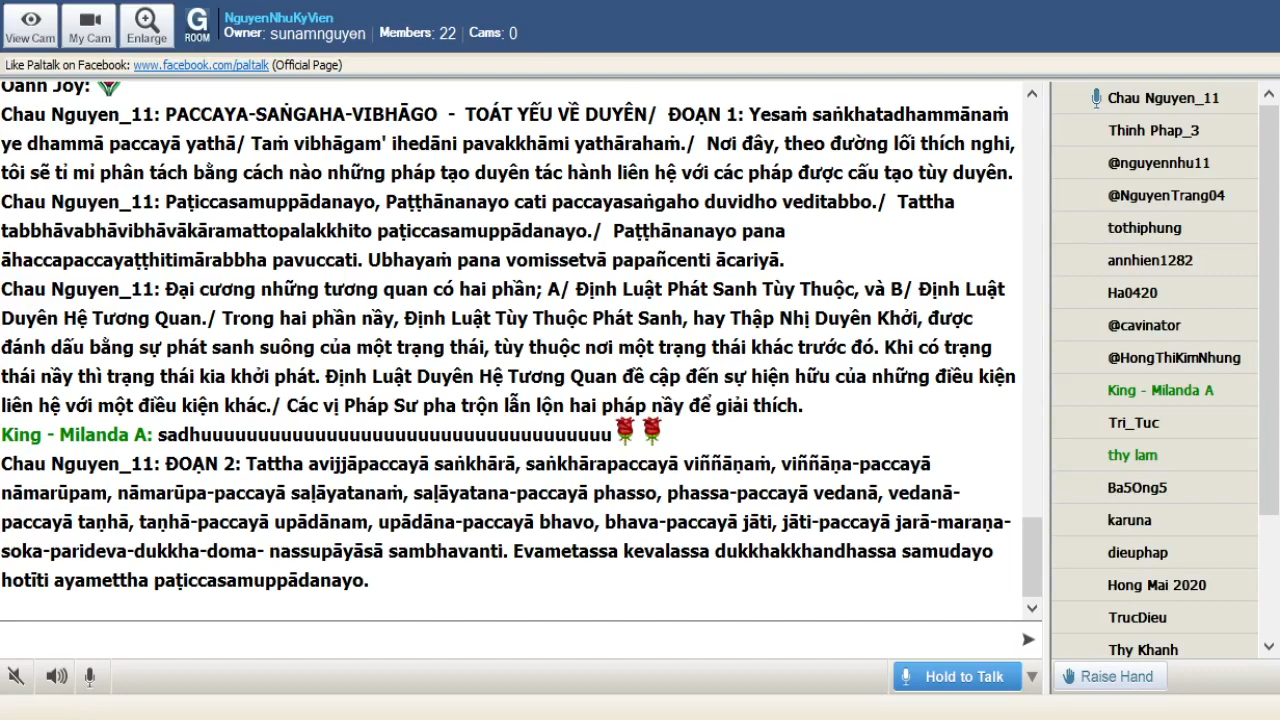 View Cam
My Cam
Enlarge
G
ROOM
NguyenNhuKyVien
Owner: sunamnguyen | Members: 22 | Cams: 0
Like Paltalk on Facebook: www.facebook.com/paltalk (Official Page)
Oanh Joy:
Chau Nguyen_11: PACCAYA-SAṄGAHA-VIBHĀGO - TOÁT YẾU VỀ DUYÊN/ ĐOẠN 1: Yesaṁ saṅkhatadhammānaṁ
ye dhammā paccayā yathā/ Taṁ vibhāgam' ihedāni pavakkhāmi yathārahaṁ./ Nơi đây, theo đường lối thích nghi,
tôi sẽ tỉ mỉ phân tách bằng cách nào những pháp tạo duyên tác hành liên hệ với các pháp được cấu tạo tùy duyên.
Chau Nguyen_11: Paṭiccasamuppādanayo, Paṭṭhānanayo cati paccayasaṅgaho duvidho veditabbo./ Tattha
tabbhāvabhāvibhāvākāramattopalakkhito paṭiccasamuppādanayo./ Paṭṭhānanayo pana
āhaccapaccayaṭṭhitimārabbha pavuccati. Ubhayaṁ pana vomissetvā papañcenti ācariyā.
Chau Nguyen_11: Đại cương những tương quan có hai phần; A/ Định Luật Phát Sanh Tùy Thuộc, và B/ Định Luật
Duyên Hệ Tương Quan./ Trong hai phần nầy, Định Luật Tùy Thuộc Phát Sanh, hay Thập Nhị Duyên Khởi, được
đánh dấu bằng sự phát sanh suông của một trạng thái, tùy thuộc nơi một trạng thái khác trước đó. Khi có trạng
thái nầy thì trạng thái kia khởi phát. Định Luật Duyên Hệ Tương Quan đề cập đến sự hiện hữu của những điều kiện
liên hệ với một điều kiện khác./ Các vị Pháp Sư pha trộn lẫn lộn hai pháp nầy để giải thích.
King - Milanda A: sadhuuuuuuuuuuuuuuuuuuuuuuuuuuuuuuuuuuuu
Chau Nguyen_11: ĐOẠN 2: Tattha avijjāpaccayā saṅkhārā, saṅkhārapaccayā viññāṇaṁ, viññāṇa-paccayā
nāmarūpam, nāmarūpa-paccayā saḷāyatanaṁ, saḷāyatana-paccayā phasso, phassa-paccayā vedanā, vedanā-
paccayā taṇhā, taṇhā-paccayā upādānam, upādāna-paccayā bhavo, bhava-paccayā jāti, jāti-paccayā jarā-maraṇa-
soka-parideva-dukkha-doma- nassupāyāsā sambhavanti. Evametassa kevalassa dukkhakkhandhassa samudayo
hotīti ayamettha paṭiccasamuppādanayo.
Hold to Talk
Chau Nguyen_11
Thinh Phap_3
@nguyennhu11
@NguyenTrang04
tothiphung
annhien1282
Ha0420
@cavinator
@HongThiKimNhung
King - Milanda A
Tri_Tuc
thy lam
Ba5Ong5
karuna
dieuphap
Hong Mai 2020
TrucDieu
Thy Khanh
Raise Hand